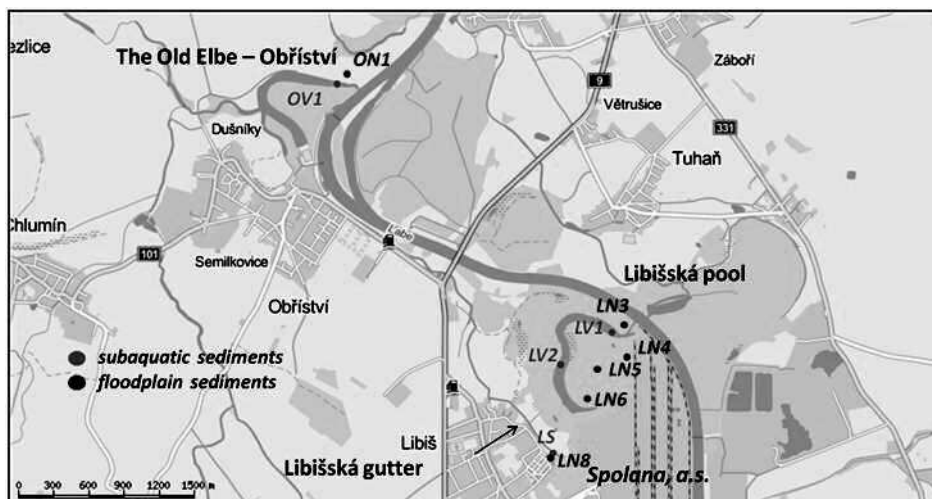 ezlice
The Old Elbe – Obříství
ON1
OV1
Dušníky
9
Záboří
Větrušice
331
Tuhaň
Chlumín
101
Semilkovice
Labe
Obříství
Libišská pool
LN3
LV1
subaquatic sediments
floodplain sediments
LV2
LN4
LN5
LN6
Libiš
LS
LN8
Libišská gutter
Spolana, a.s.
0 300 600 900 1200 1500 m